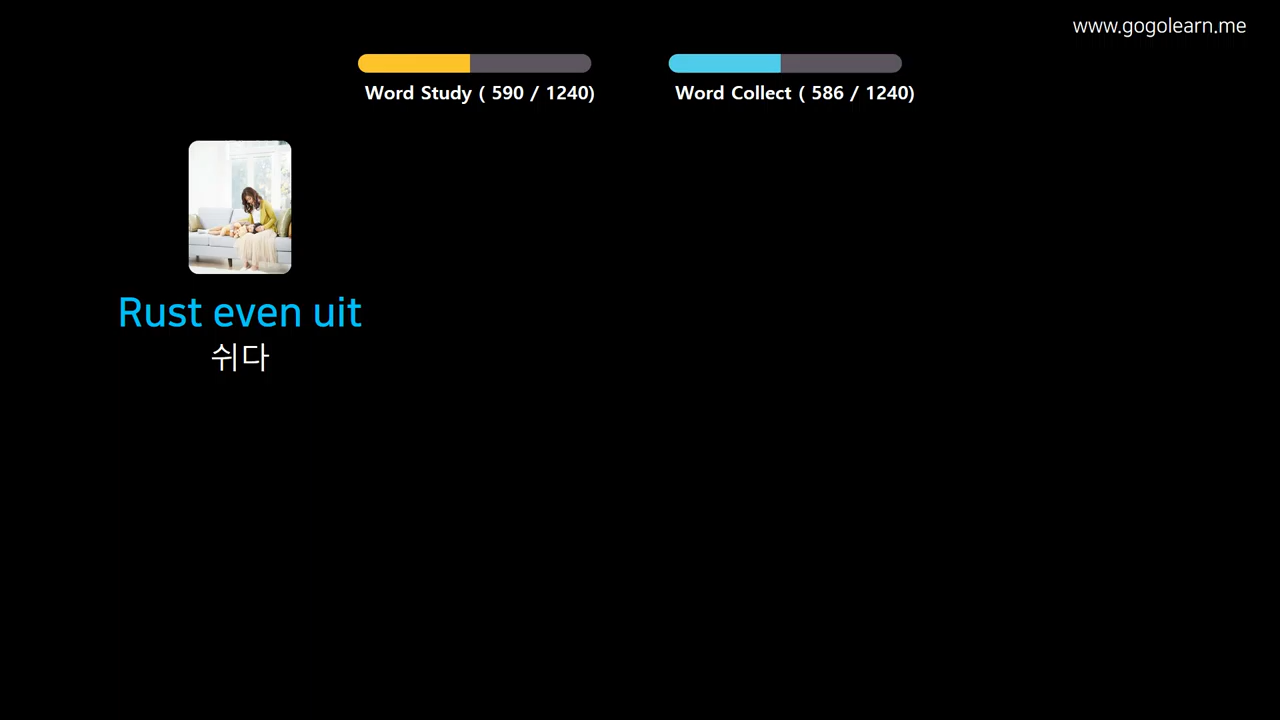 www.gogolearn.me
Word Study ( 590 / 1240)
Word Collect ( 586 / 1240)
Rust even uit
쉬다